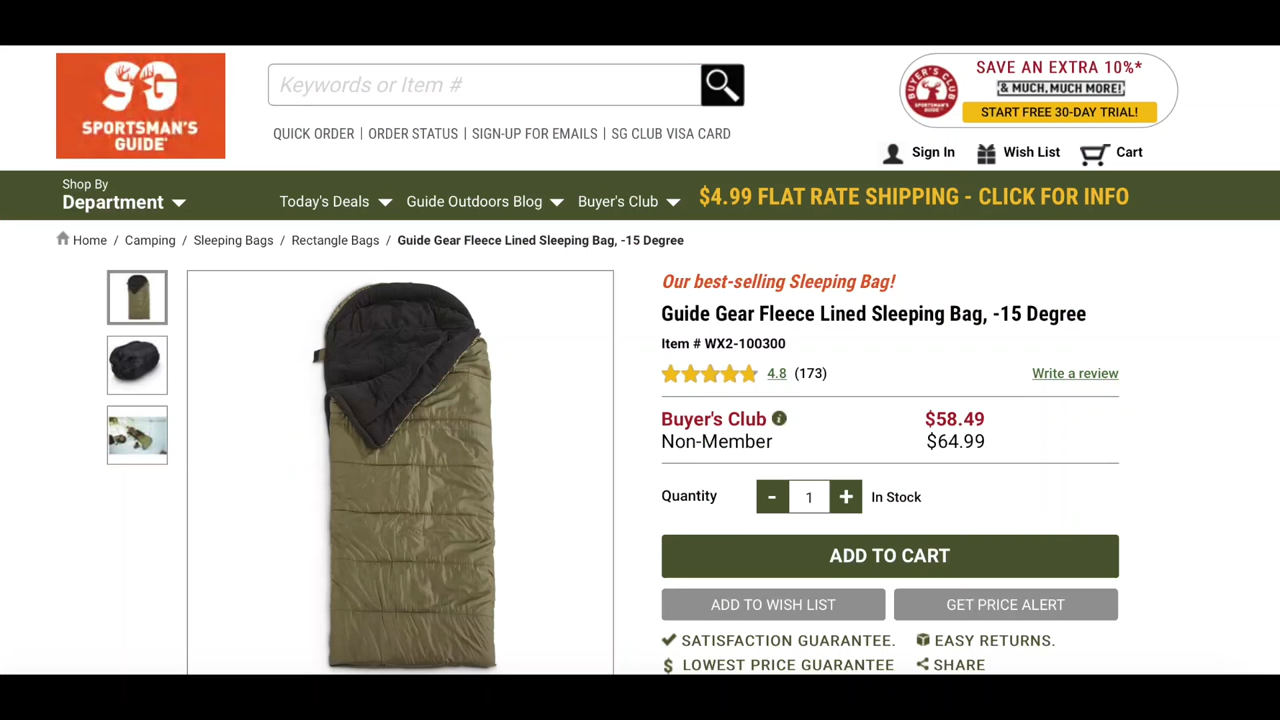 SG
SPORTSMAN'S
GUIDE®
Keywords or Item #
QUICK ORDER | ORDER STATUS | SIGN-UP FOR EMAILS | SG CLUB VISA CARD
BUYER'S CLUB
SPORTSMAN'S GUIDE
SAVE AN EXTRA 10%*
& MUCH, MUCH MORE!
START FREE 30-DAY TRIAL!
Sign In
Wish List
Cart
Shop By
Department
Today's Deals
Guide Outdoors Blog
Buyer's Club
$4.99 FLAT RATE SHIPPING - CLICK FOR INFO
Home / Camping / Sleeping Bags / Rectangle Bags / Guide Gear Fleece Lined Sleeping Bag, -15 Degree
Our best-selling Sleeping Bag!
Guide Gear Fleece Lined Sleeping Bag, -15 Degree
Item # WX2-100300
4.8 (173)
Write a review
Buyer's Club i $58.49
Non-Member $64.99
Quantity - 1 + In Stock
ADD TO CART
ADD TO WISH LIST
GET PRICE ALERT
SATISFACTION GUARANTEE.
EASY RETURNS.
$ LOWEST PRICE GUARANTEE
SHARE